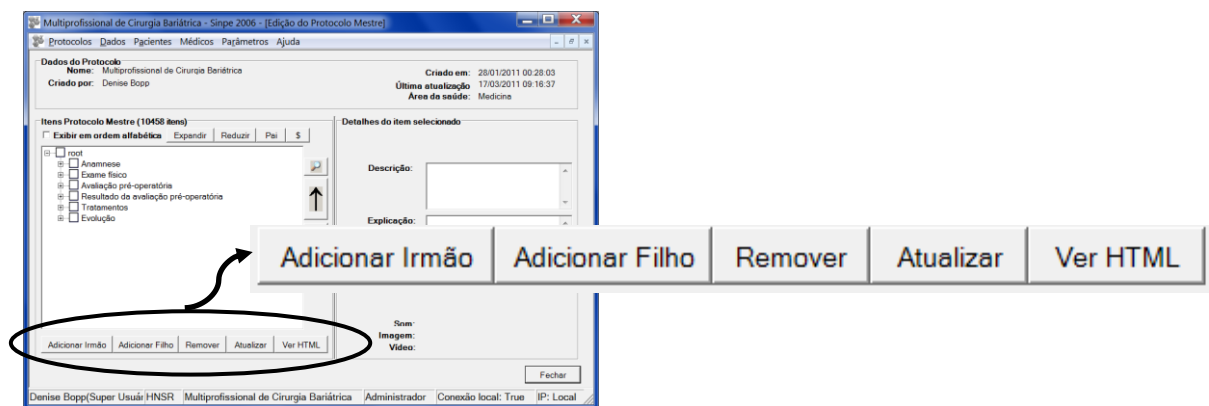 Multiprofissional de Cirurgia Bariátrica - Sinpe 2006 - [Edição do Protocolo Mestre]
Protocolos Dados Pacientes Médicos Parâmetros Ajuda
Dados do Protocolo
Nome: Multiprofissional de Cirurgia Bariátrica
Criado por: Denise Bopp
Criado em: 28/01/2011 00:28:03
Última atualização 17/03/2011 09:16:37
Área da saúde: Medicina
Itens Protocolo Mestre (10458 itens)
Exibir em ordem alfabética Expandir Reduzir Pai $
root
Anamnese
Exame físico
Avaliação pré-operatória
Resultado da avaliação pré-operatória
Tratamentos
Evolução
Detalhes do item selecionado
Descrição:
Explicação:
Adicionar Irmão Adicionar Filho Remover Atualizar Ver HTML
Som:
Imagem:
Vídeo:
Adicionar Irmão Adicionar Filho Remover Atualizar Ver HTML
Fechar
Denise Bopp(Super Usuár HNSR Multiprofissional de Cirurgia Bariátrica Administrador Conexão local: True IP: Local